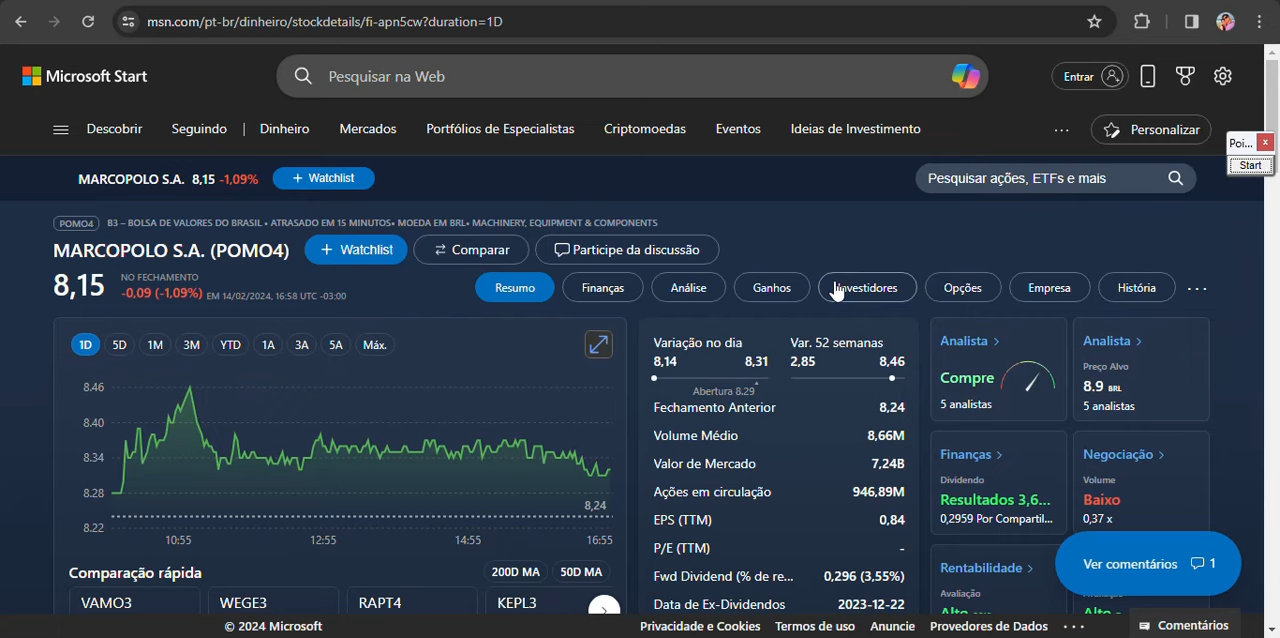 msn.com/pt-br/dinheiro/stockdetails/fi-apn5cw?duration=1D
Microsoft Start
Pesquisar na Web
Entrar
Descobrir
Seguindo
Dinheiro
Mercados
Portfólios de Especialistas
Criptomoedas
Eventos
Ideias de Investimento
Personalizar
Poi...
Start
MARCOPOLO S.A. 8,15 -1,09%
+ Watchlist
Pesquisar ações, ETFs e mais
POMO4 B3 – BOLSA DE VALORES DO BRASIL • ATRASADO EM 15 MINUTOS• MOEDA EM BRL• MACHINERY, EQUIPMENT & COMPONENTS
MARCOPOLO S.A. (POMO4)
+ Watchlist
Comparar
Participe da discussão
8,15
NO FECHAMENTO
-0,09 (-1,09%) EM 14/02/2024, 16:58 UTC -03:00
Resumo
Finanças
Análise
Ganhos
Investidores
Opções
Empresa
História
1D 5D 1M 3M YTD 1A 3A 5A Máx.
8.46
8.40
8.34
8.28
8.22
8,24
10:55 12:55 14:55 16:55
Comparação rápida
200D MA
50D MA
VAMO3
WEGE3
RAPT4
KEPL3
Variação no dia
8,14 8,31
Abertura 8.29
Var. 52 semanas
2,85 8,46
Fechamento Anterior 8,24
Volume Médio 8,66M
Valor de Mercado 7,24B
Ações em circulação 946,89M
EPS (TTM) 0,84
P/E (TTM) -
Fwd Dividend (% de re... 0,296 (3,55%)
Data de Ex-Dividendos 2023-12-22
Analista
Compre
5 analistas
Analista
Preço Alvo
8.9 BRL
5 analistas
Finanças
Dividendo
Resultados 3,6...
0,2959 Por Compartil...
Negociação
Volume
Baixo
0,37 x
Rentabilidade
Avaliação
Alto
Ver comentários 1
© 2024 Microsoft
Privacidade e Cookies
Termos de uso
Anuncie
Provedores de Dados
Comentários